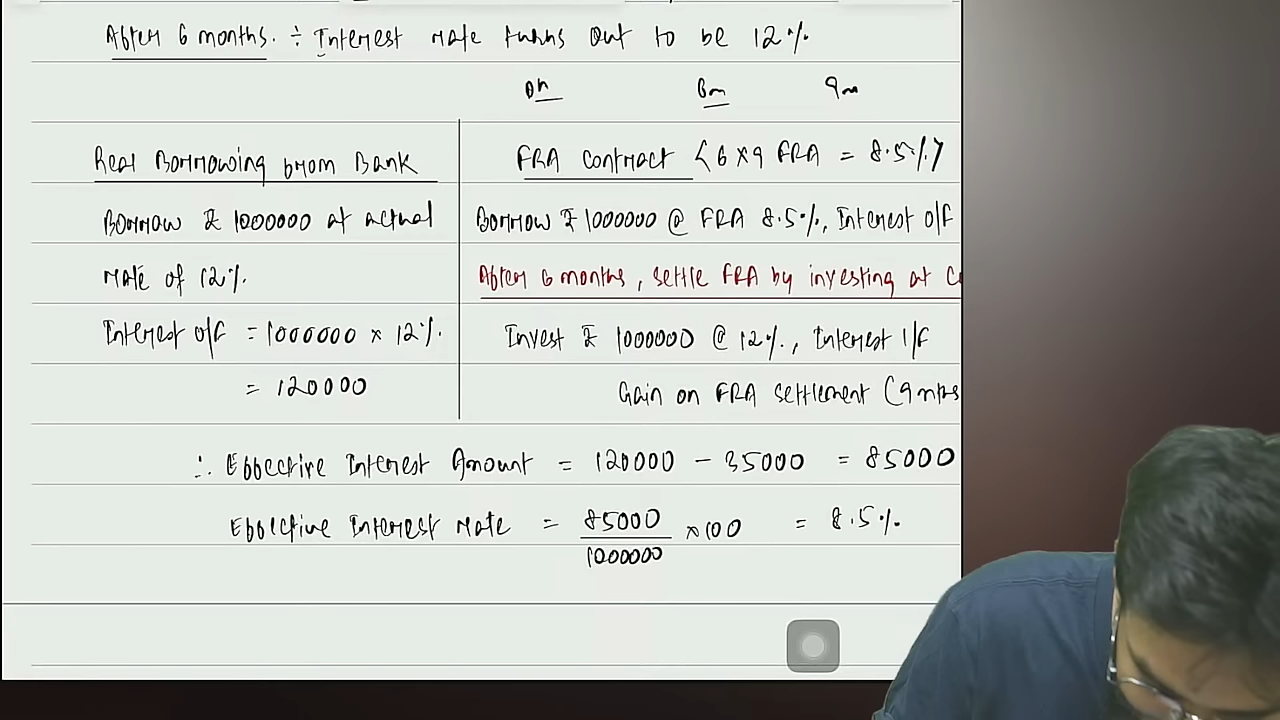 After 6 months. ÷ Interest rate turns out to be 12%
0m 6m 9m
Real Borrowing from Bank
FRA contract <6x9 FRA = 8.5%>
Borrow ₹ 1000000 at actual
Borrow ₹ 1000000 @ FRA 8.5%, Interest o/f
rate of 12%.
After 6 months, settle FRA by investing at
Interest o/f = 1000000 x 12%.
Invest ₹ 1000000 @ 12%., Interest I/f
= 120000
Gain on FRA settlement (9mths
∴ Effective Interest Amount = 120000 - 35000 = 85000
Effective Interest Rate = 85000 / 1000000 x 100 = 8.5%